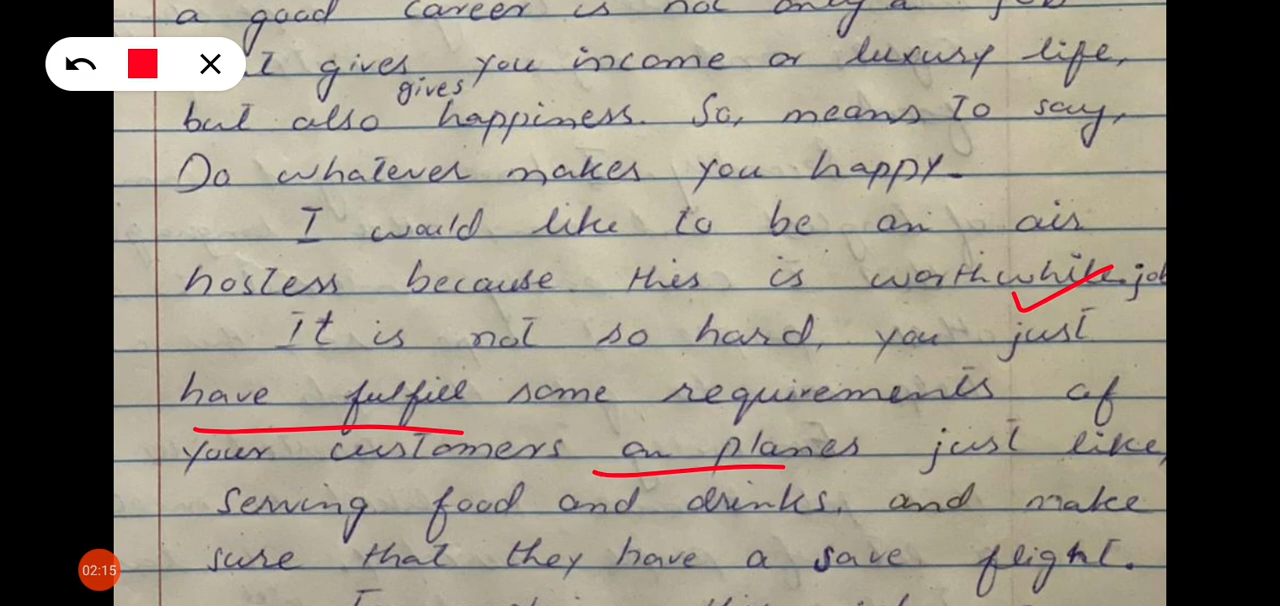 a good career is not only a job
I gives you income or luxury life,
gives
but also happiness. So, means to say,
Do whatever makes you happy.
I would like to be an air
hostess because this is worthwhile job
It is not so hard, you just
have fulfill some requirements of
your customers on planes just like,
serving food and drinks, and make
sure that they have a save flight.
02:15